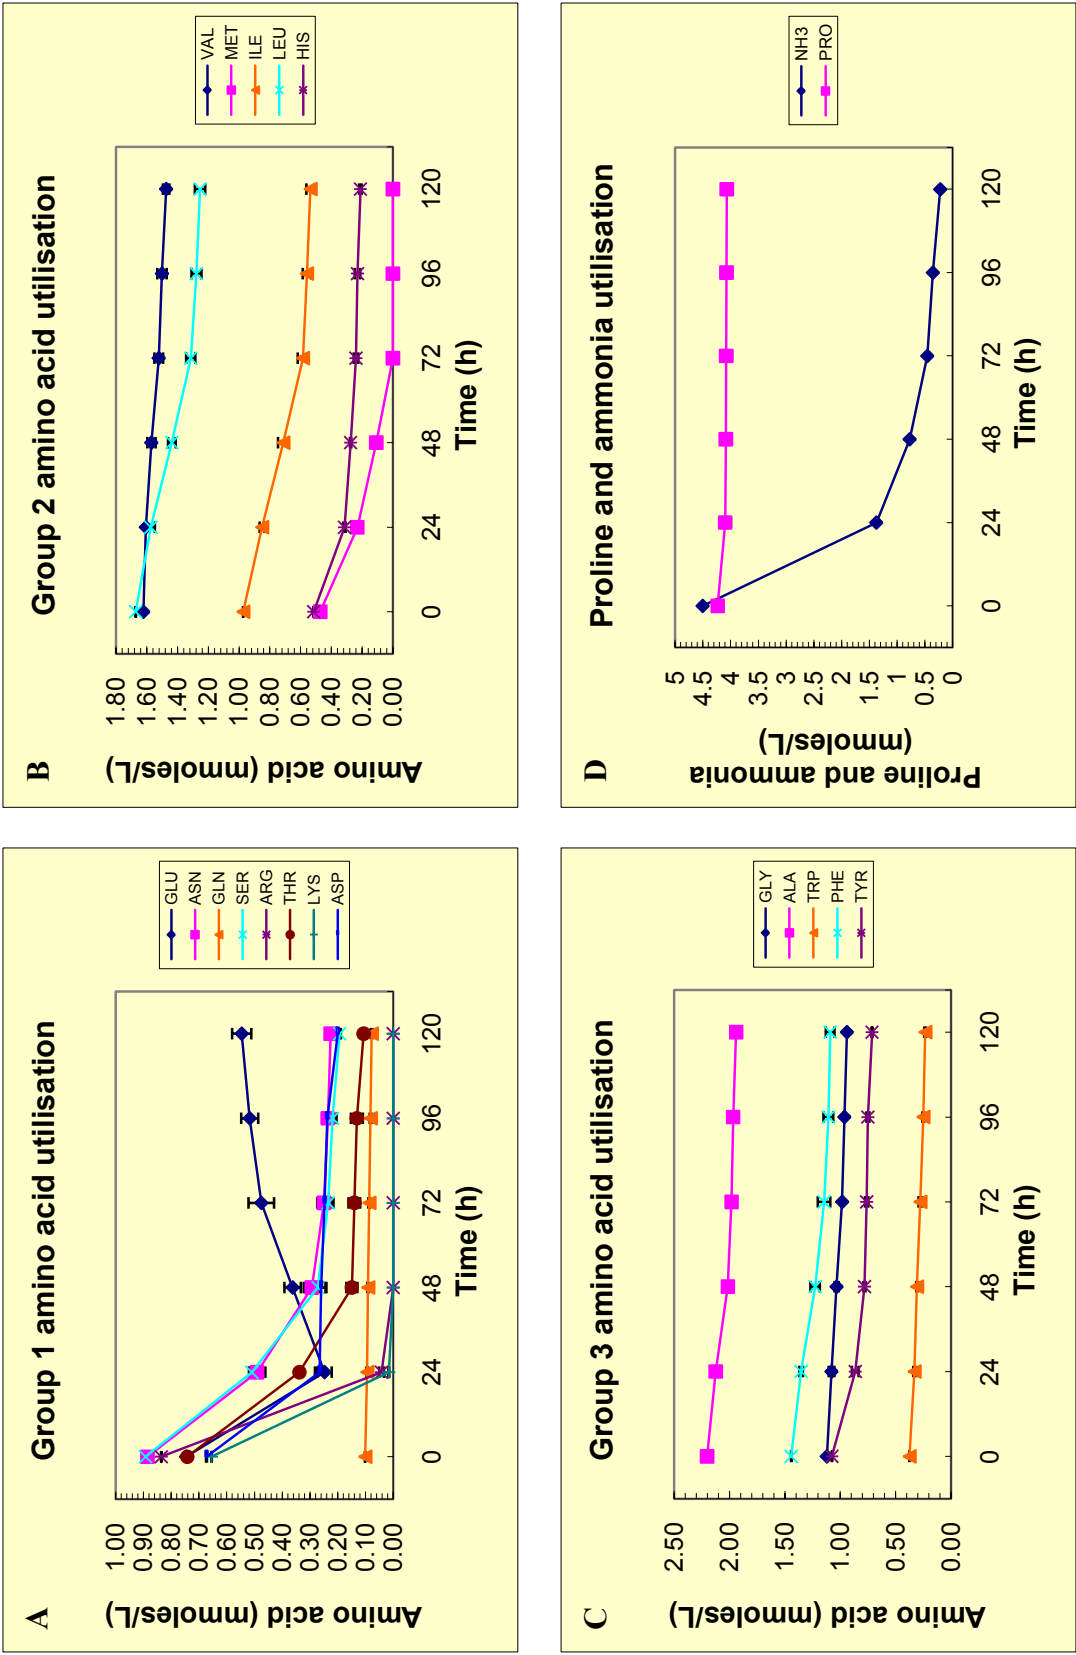 A
Group 1 amino acid utilisation
Amino acid (mmoles/L)
1.00
0.90
0.80
0.70
0.60
0.50
0.40
0.30
0.20
0.10
0.00
0 24 48 72 96 120
Time (h)
GLU
ASN
GLN
SER
ARG
THR
LYS
ASP
B
Group 2 amino acid utilisation
Amino acid (mmoles/L)
1.80
1.60
1.40
1.20
1.00
0.80
0.60
0.40
0.20
0.00
0 24 48 72 96 120
Time (h)
VAL
MET
ILE
LEU
HIS
C
Group 3 amino acid utilisation
Amino acid (mmoles/L)
2.50
2.00
1.50
1.00
0.50
0.00
0 24 48 72 96 120
Time (h)
GLY
ALA
TRP
PHE
TYR
D
Proline and ammonia utilisation
Proline and ammonia
(mmoles/L)
5
4.5
4
3.5
3
2.5
2
1.5
1
0.5
0
0 24 48 72 96 120
Time (h)
NH3
PRO